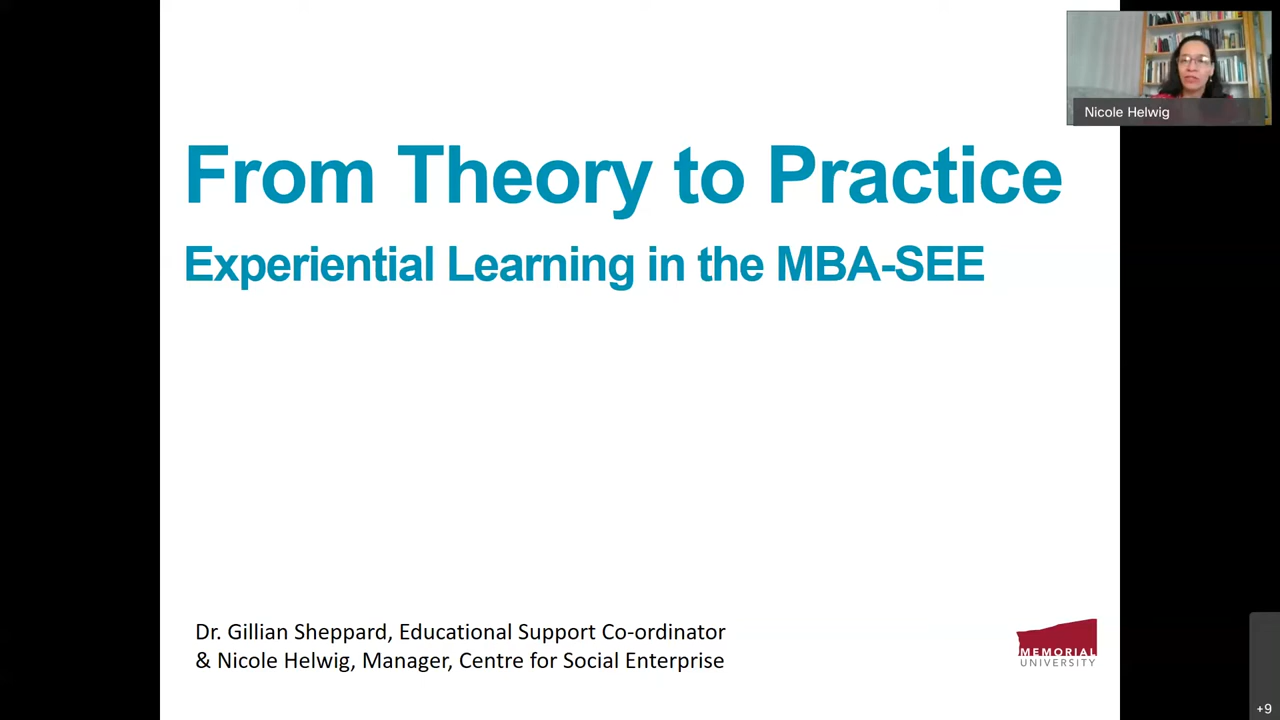 Nicole Helwig
From Theory to Practice
Experiential Learning in the MBA-SEE
Dr. Gillian Sheppard, Educational Support Co-ordinator
& Nicole Helwig, Manager, Centre for Social Enterprise
MEMORIAL
UNIVERSITY
+9